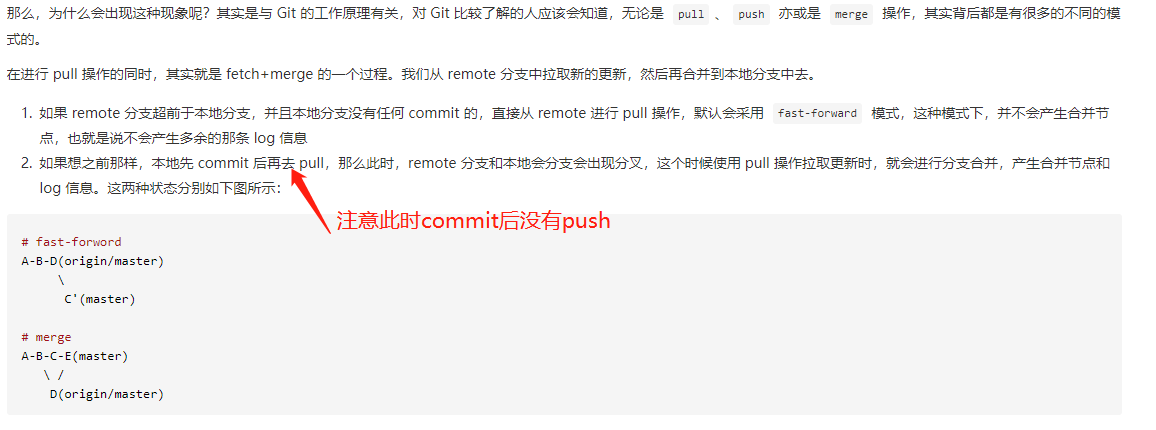 那么，为什么会出现这种现象呢？其实是与 Git 的工作原理有关，对 Git 比较了解的人应该会知道，无论是 pull 、 push 亦或是 merge 操作，其实背后都是有很多的不同的模
式的。
在进行 pull 操作的同时，其实就是 fetch+merge 的一个过程。我们从 remote 分支中拉取新的更新，然后再合并到本地分支中去。
1. 如果 remote 分支超前于本地分支，并且本地分支没有任何 commit 的，直接从 remote 进行 pull 操作，默认会采用 fast-forward 模式，这种模式下，并不会产生合并节
点，也就是说不会产生多余的那条 log 信息
2. 如果想之前那样，本地先 commit 后再去 pull，那么此时，remote 分支和本地会分支会出现分叉，这个时候使用 pull 操作拉取更新时，就会进行分支合并，产生合并节点和
log 信息。这两种状态分别如下图所示：
注意此时commit后没有push
# fast-forword
A-B-D(origin/master)
\
C'(master)
# merge
A-B-C-E(master)
\ /
D(origin/master)